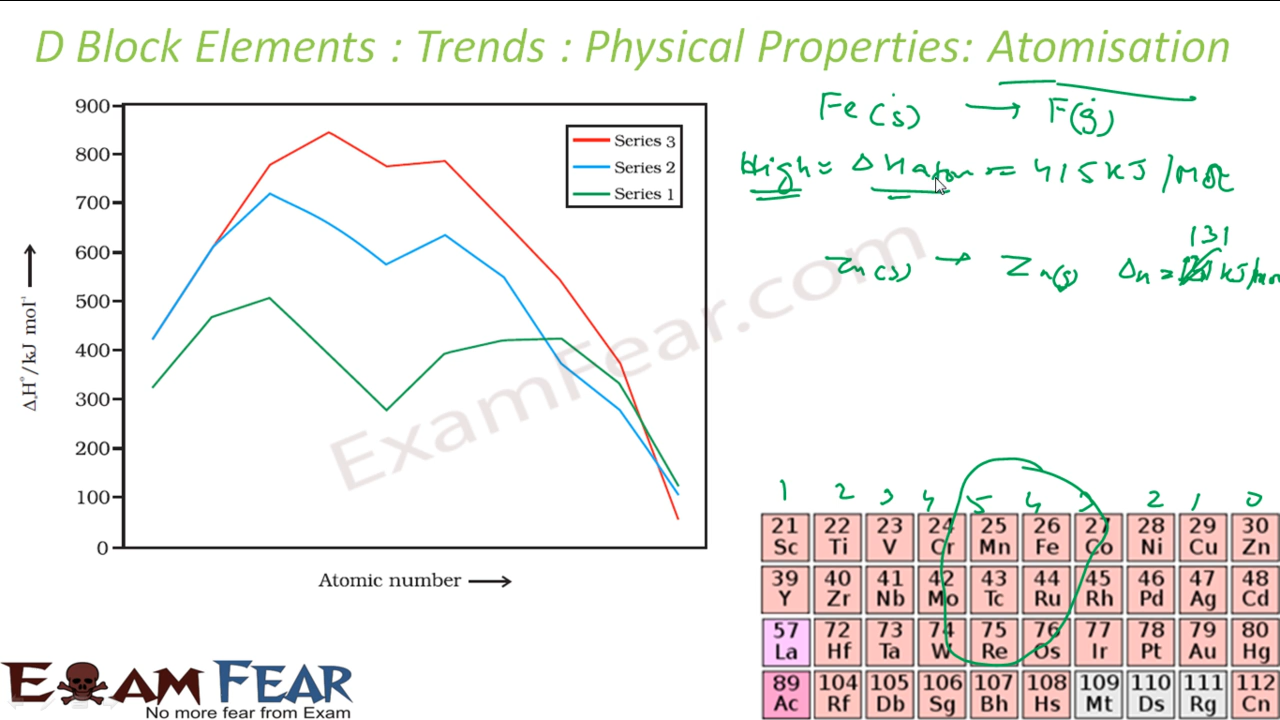 D Block Elements : Trends : Physical Properties: Atomisation
900
800
700
600
500
400
300
200
100
0
ΔₐH°/kJ mol⁻¹
Series 3
Series 2
Series 1
Atomic number
Fe(s) → F(g)
High = ΔH atom = 415 KJ /mol
131
Zn(s) → Zn(g) ΔH = KJ/mol
ExamFear.com
1 2 3 4 5 4 3 2 1 0
21 22 23 24 25 26 27 28 29 30
Sc Ti V Cr Mn Fe Co Ni Cu Zn
39 40 41 42 43 44 45 46 47 48
Y Zr Nb Mo Tc Ru Rh Pd Ag Cd
57 72 73 74 75 76 77 78 79 80
La Hf Ta W Re Os Ir Pt Au Hg
89 104 105 106 107 108 109 110 111 112
Ac Rf Db Sg Bh Hs Mt Ds Rg Cn
EXAM FEAR
No more fear from Exam